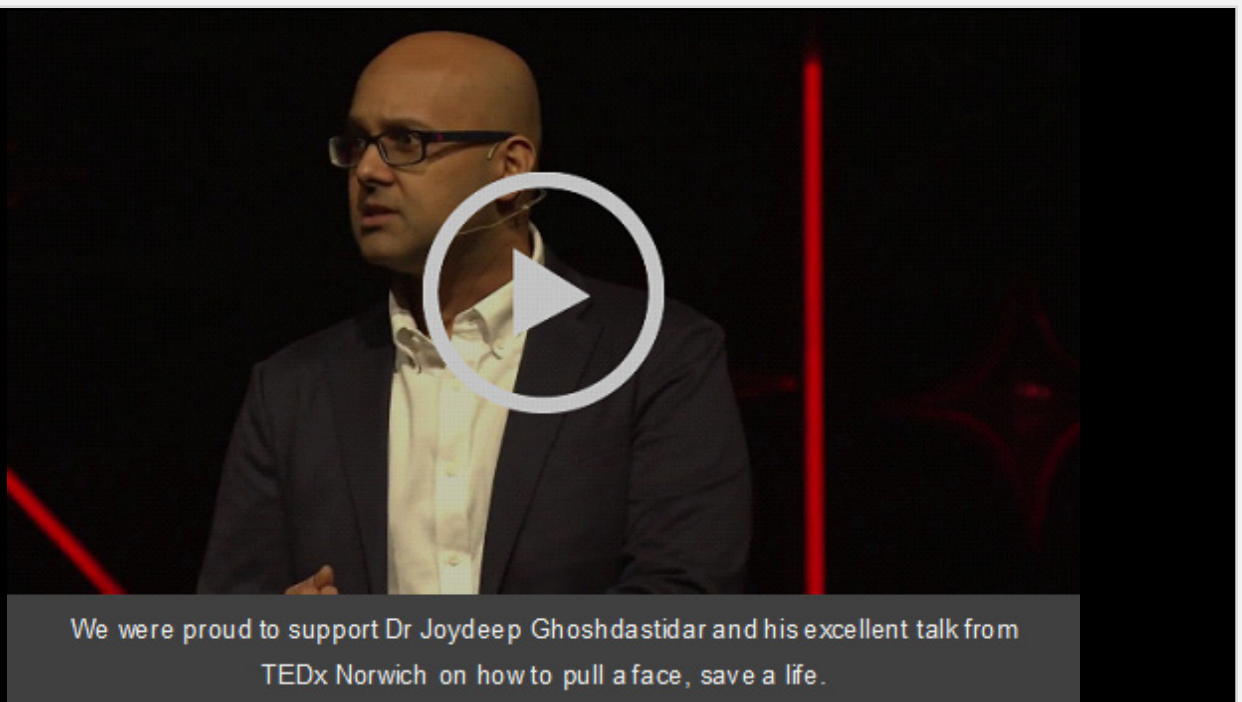 We were proud to support Dr Joydeep Ghoshdastidar and his excellent talk from
TEDx Norwich on how to pull a face, save a life.